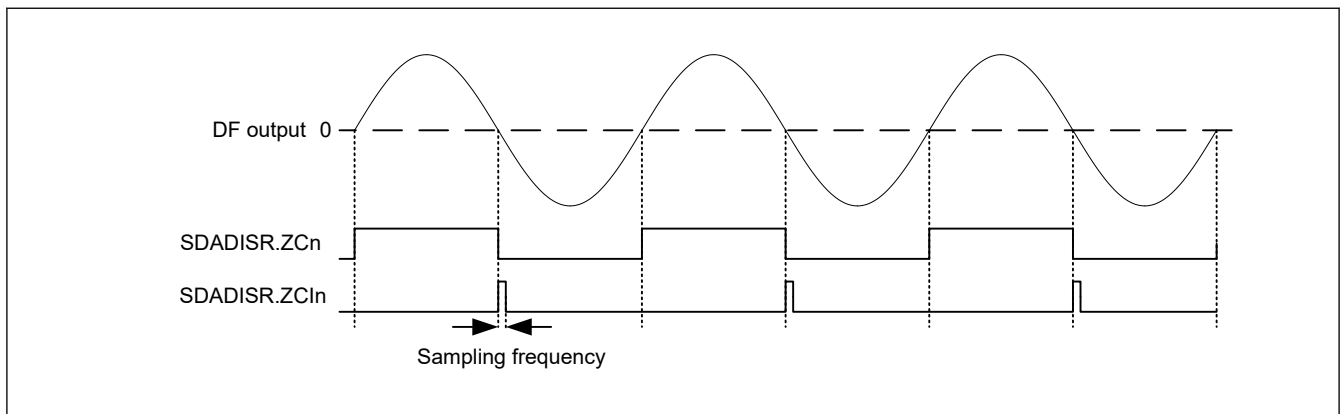 DF output 0
SDADISR.ZCn
SDADISR.ZCIn
Sampling frequency